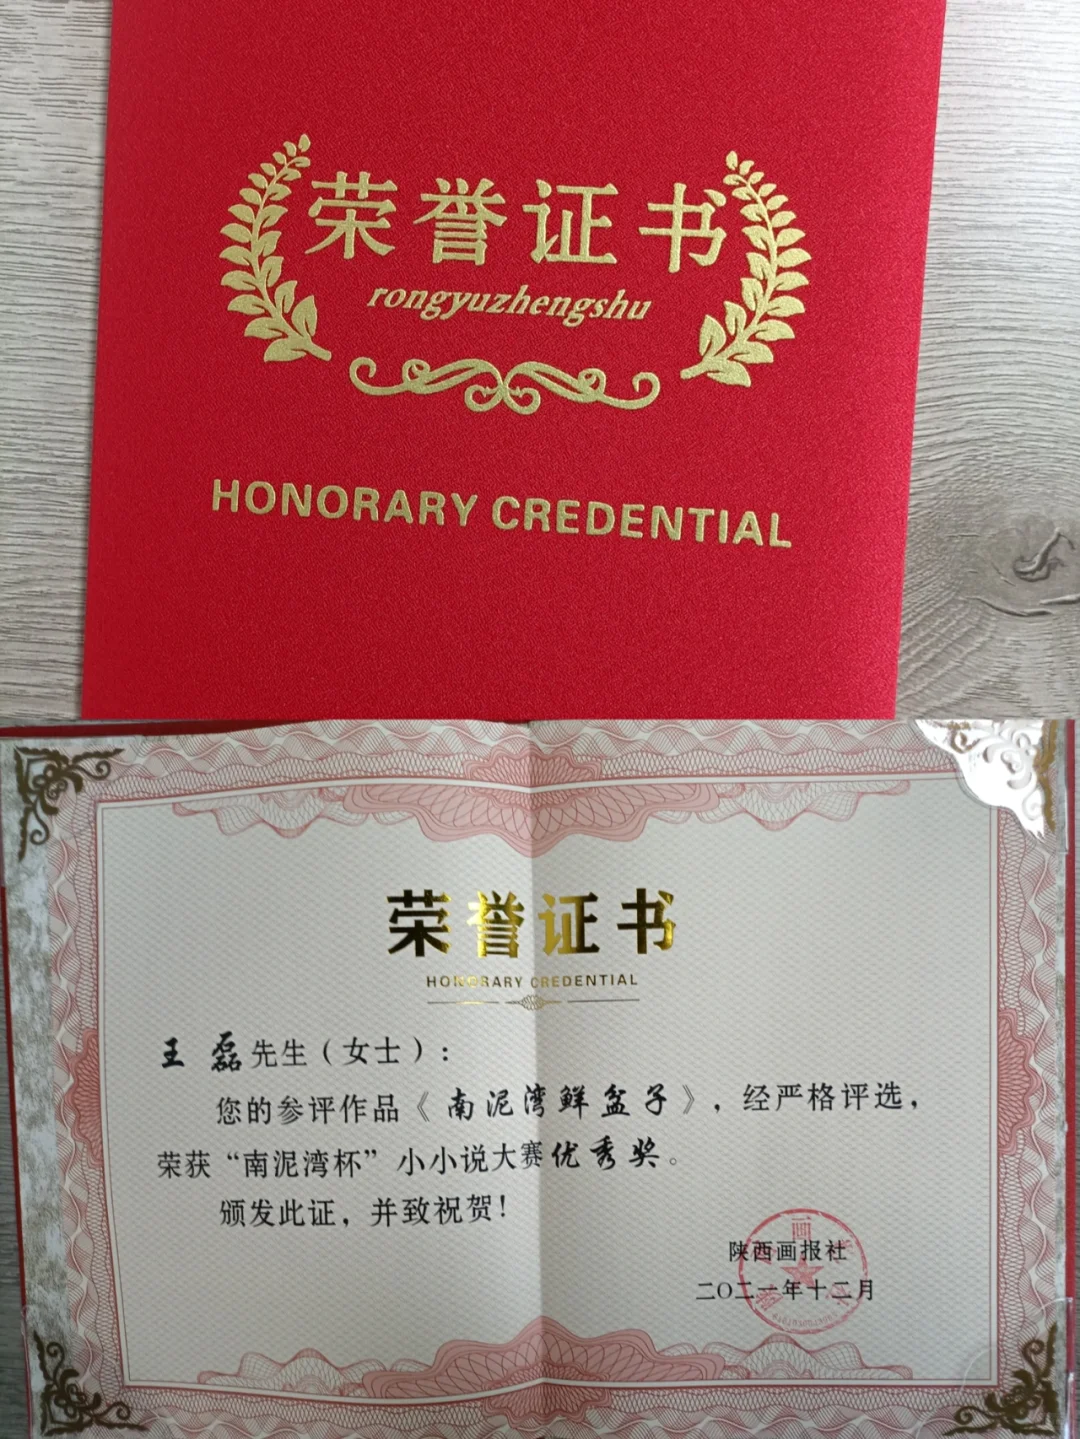 荣誉证书
rongyuzhengshu
HONORARY CREDENTIAL
荣誉证书
HONORARY CREDENTIAL
王磊先生（女士）：
您的参评作品《南泥湾鲜盆子》，经严格评选，
荣获“南泥湾杯”小小说大赛优秀奖。
颁发此证，并致祝贺！
陕西画报社
二〇二一年十二月